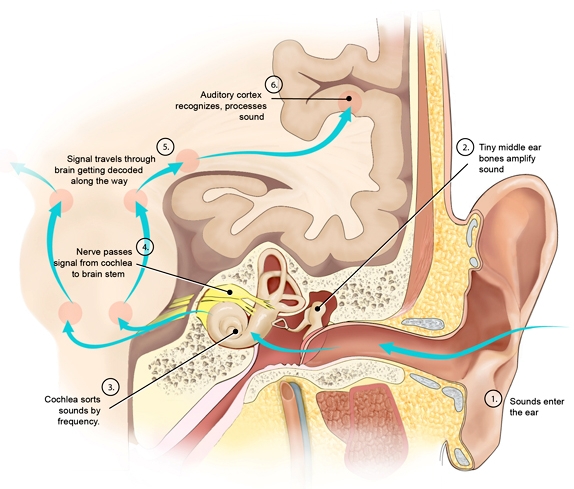 6.
Auditory cortex
recognizes, processes
sound
5.
Signal travels through
brain getting decoded
along the way
2.
Tiny middle ear
bones amplify
sound
4.
Nerve passes
signal from cochlea
to brain stem
3.
Cochlea sorts
sounds by
frequency.
1.
Sounds enter
the ear